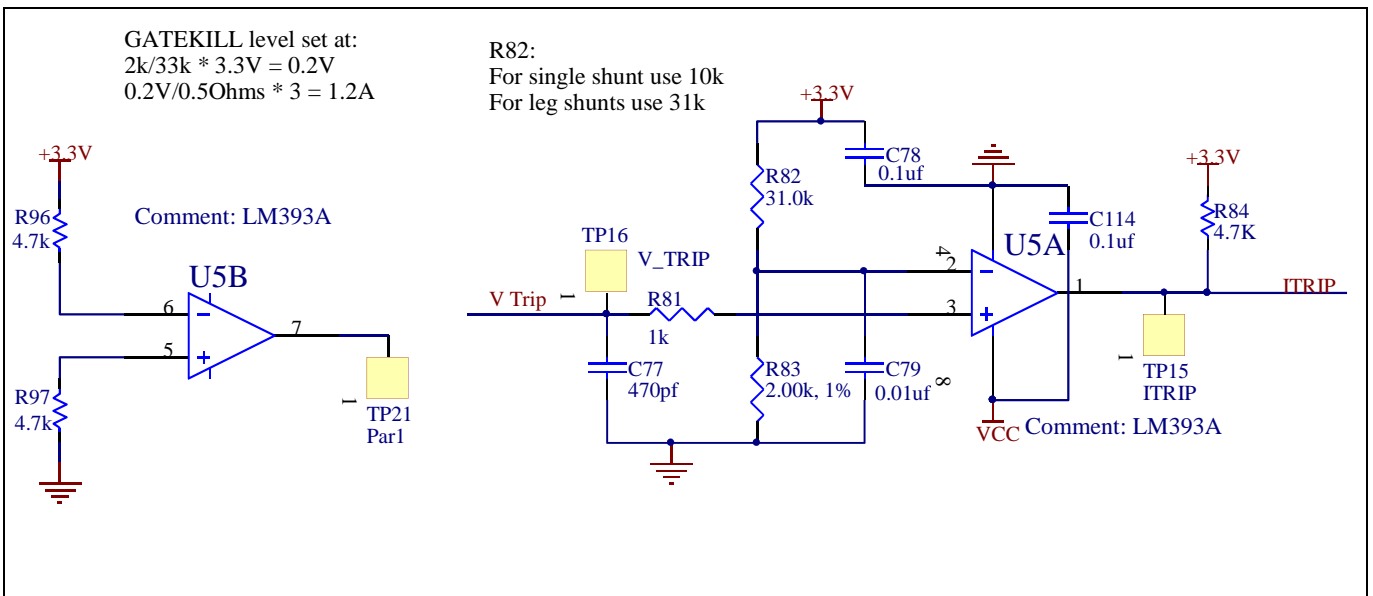 GATEKILL level set at:
2k/33k * 3.3V = 0.2V
0.2V/0.5Ohms * 3 = 1.2A
R82:
For single shunt use 10k
For leg shunts use 31k
+3.3V
R96
4.7k
Comment: LM393A
U5B
6
5
7
R97
4.7k
1
TP21
Par1
+3.3V
R82
31.0k
C78
0.1uf
C114
0.1uf
+3.3V
R84
4.7K
TP16
V_TRIP
V Trip
1
R81
1k
C77
470pf
R83
2.00k, 1%
C79
0.01uf
4
2
3
8
U5A
1
ITRIP
1
TP15
ITRIP
VCC
Comment: LM393A